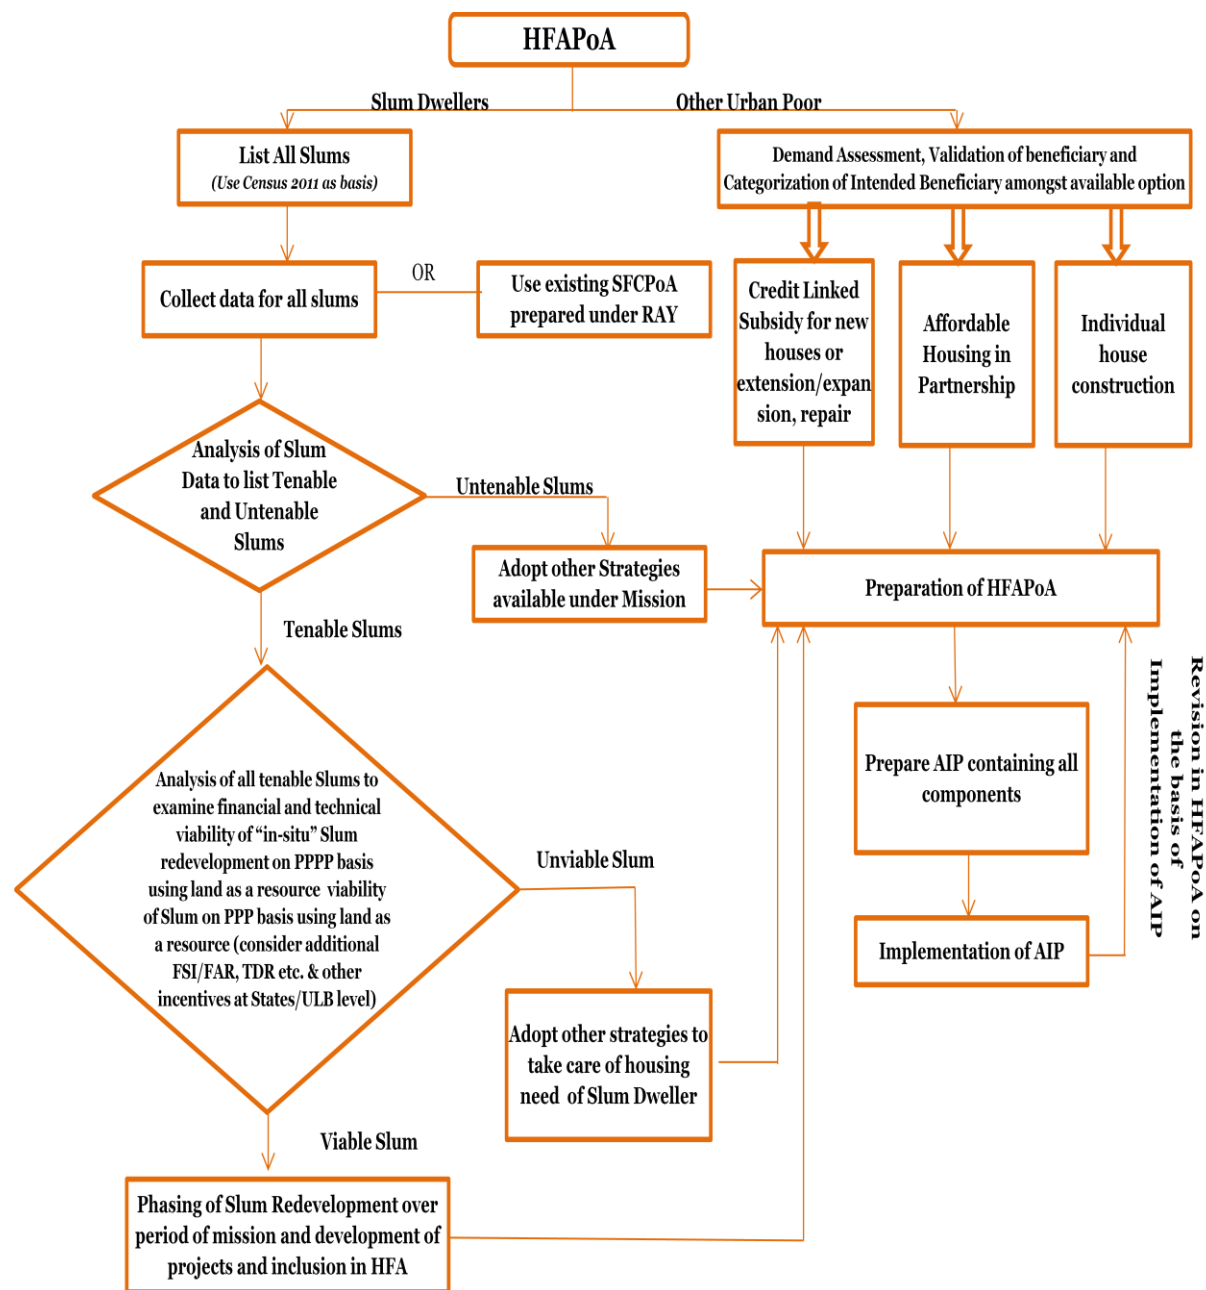 HFAPoA
Slum Dwellers
Other Urban Poor
List All Slums
(Use Census 2011 as basis)
Demand Assessment, Validation of beneficiary and
Categorization of Intended Beneficiary amongst available option
Collect data for all slums
OR
Use existing SFCPoA
prepared under RAY
Credit Linked
Subsidy for new
houses or
extension/expan
sion, repair
Affordable
Housing in
Partnership
Individual
house
construction
Analysis of Slum
Data to list Tenable
and Untenable
Slums
Untenable Slums
Adopt other Strategies
available under Mission
Preparation of HFAPoA
Tenable Slums
Analysis of all tenable Slums to
examine financial and technical
viability of “in-situ” Slum
redevelopment on PPPP basis
using land as a resource viability
of Slum on PPP basis using land as
a resource (consider additional
FSI/FAR, TDR etc. & other
incentives at States/ULB level)
Unviable Slum
Prepare AIP containing all
components
Implementation of AIP
Revision in HFAPoA on
the basis of
Implementation of AIP
Adopt other strategies to
take care of housing
need of Slum Dweller
Viable Slum
Phasing of Slum Redevelopment over
period of mission and development of
projects and inclusion in HFA